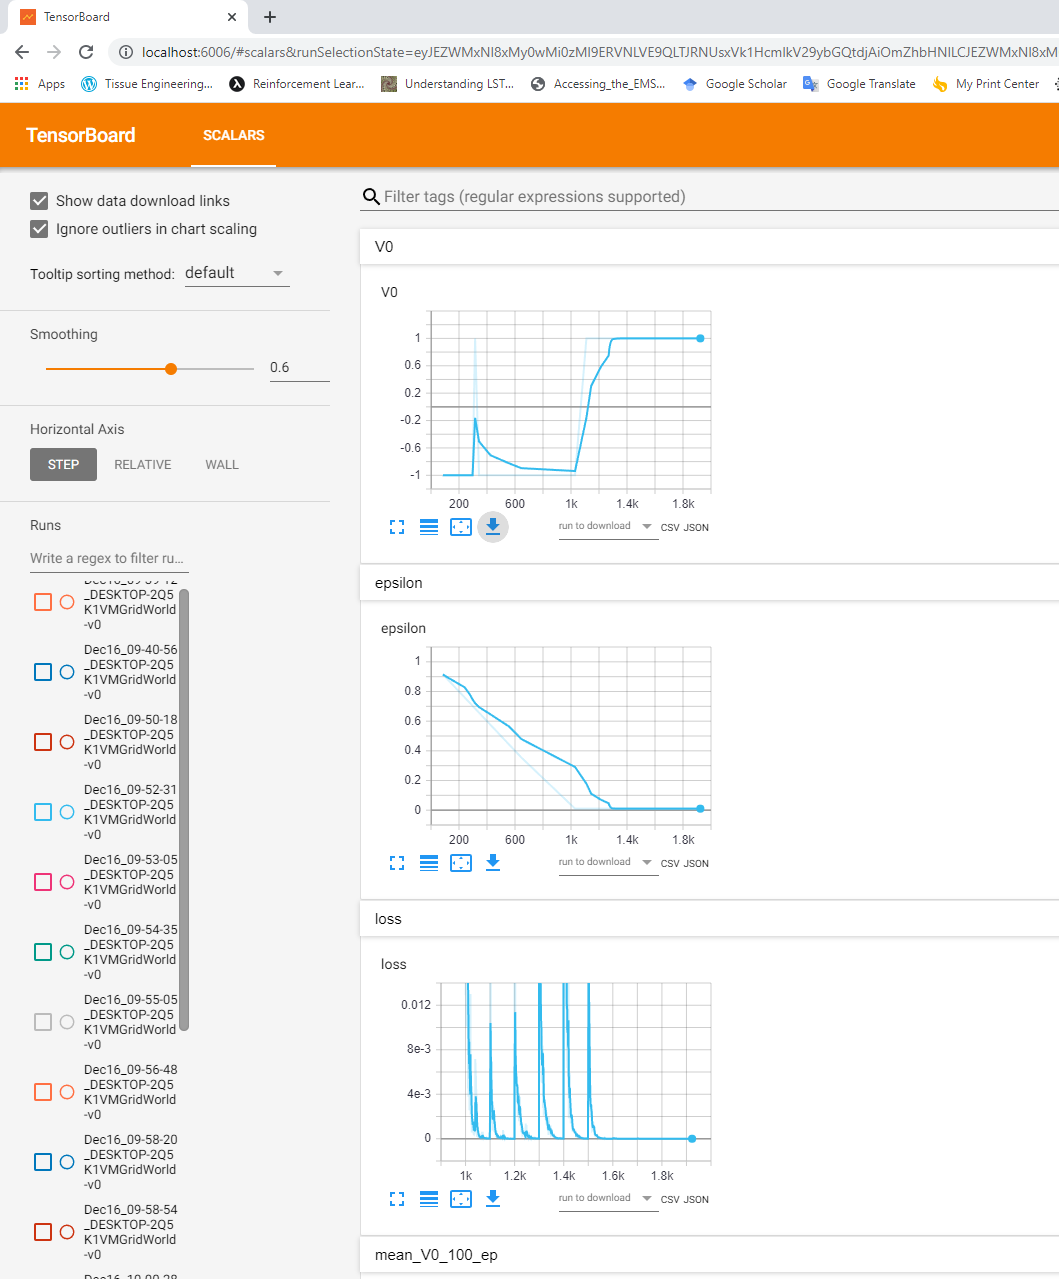 TensorBoard
localhost:6006/#scalars&runSelectionState=eyJEZWMxNl8xMy0wMi0zMl9ERVNLVE9QLTJRNUsxVk1HcmlkV29ybGQtdjAiOmZhbHNlLCJEZWMxNl8xM
Apps
Tissue Engineering...
Reinforcement Lear...
Understanding LST...
Accessing_the_EMS...
Google Scholar
Google Translate
My Print Center
TensorBoard
SCALARS
Show data download links
Ignore outliers in chart scaling
Tooltip sorting method: default
Smoothing
0.6
Horizontal Axis
STEP RELATIVE WALL
Runs
Write a regex to filter ru...
Dec16_09-39-12
_DESKTOP-2Q5
K1VMGridWorld
-v0
Dec16_09-40-56
_DESKTOP-2Q5
K1VMGridWorld
-v0
Dec16_09-50-18
_DESKTOP-2Q5
K1VMGridWorld
-v0
Dec16_09-52-31
_DESKTOP-2Q5
K1VMGridWorld
-v0
Dec16_09-53-05
_DESKTOP-2Q5
K1VMGridWorld
-v0
Dec16_09-54-35
_DESKTOP-2Q5
K1VMGridWorld
-v0
Dec16_09-55-05
_DESKTOP-2Q5
K1VMGridWorld
-v0
Dec16_09-56-48
_DESKTOP-2Q5
K1VMGridWorld
-v0
Dec16_09-58-20
_DESKTOP-2Q5
K1VMGridWorld
-v0
Dec16_09-58-54
_DESKTOP-2Q5
K1VMGridWorld
-v0
Filter tags (regular expressions supported)
V0
V0
1
0.6
0.2
-0.2
-0.6
-1
200 600 1k 1.4k 1.8k
run to download CSV JSON
epsilon
epsilon
1
0.8
0.6
0.4
0.2
0
200 600 1k 1.4k 1.8k
run to download CSV JSON
loss
loss
0.012
8e-3
4e-3
0
1k 1.2k 1.4k 1.6k 1.8k
run to download CSV JSON
mean_V0_100_ep